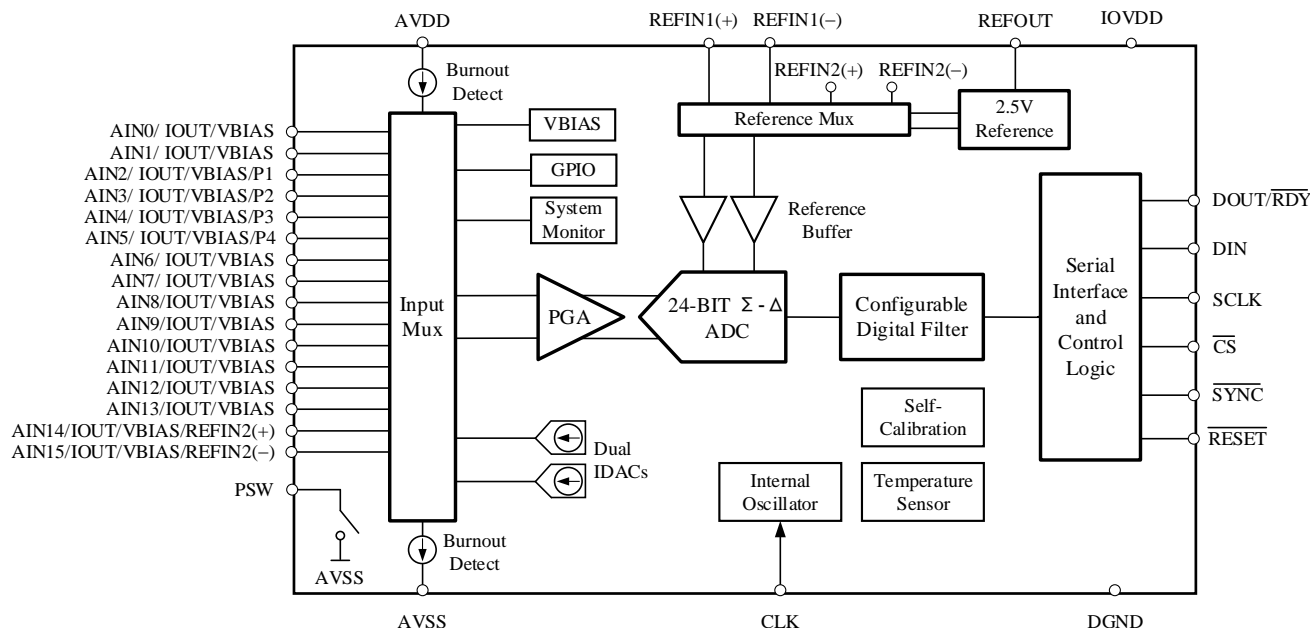 AVDD
REFIN1(+)
REFIN1(−)
REFOUT
IOVDD
Burnout
Detect
REFIN2(+)
REFIN2(−)
Reference Mux
2.5V
Reference
AIN0/ IOUT/VBIAS
AIN1/ IOUT/VBIAS
AIN2/ IOUT/VBIAS/P1
AIN3/ IOUT/VBIAS/P2
AIN4/ IOUT/VBIAS/P3
AIN5/ IOUT/VBIAS/P4
AIN6/ IOUT/VBIAS
AIN7/ IOUT/VBIAS
AIN8/IOUT/VBIAS
AIN9/IOUT/VBIAS
AIN10/IOUT/VBIAS
AIN11/IOUT/VBIAS
AIN12/IOUT/VBIAS
AIN13/IOUT/VBIAS
AIN14/IOUT/VBIAS/REFIN2(+)
AIN15/IOUT/VBIAS/REFIN2(−)
PSW
AVSS
Input
Mux
VBIAS
GPIO
System
Monitor
Reference
Buffer
PGA
24-BIT Σ - Δ
ADC
Configurable
Digital Filter
Serial
Interface
and
Control
Logic
DOUT/R̅D̅Y̅
DIN
SCLK
C̅S̅
S̅Y̅N̅C̅
R̅E̅S̅E̅T̅
Dual
IDACs
Self-
Calibration
Internal
Oscillator
Temperature
Sensor
Burnout
Detect
AVSS
CLK
DGND